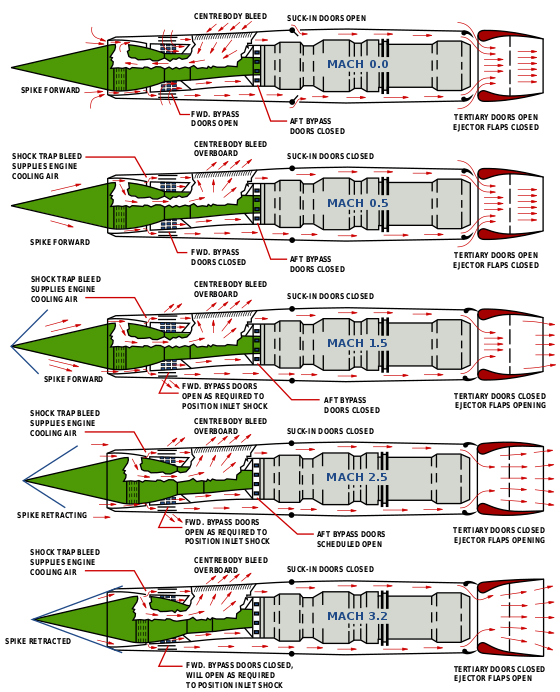 CENTREBODY BLEED
SUCK-IN DOORS OPEN
MACH 0.0
SPIKE FORWARD
FWD. BYPASS
DOORS OPEN
AFT BYPASS
DOORS CLOSED
TERTIARY DOORS OPEN
EJECTOR FLAPS CLOSED
SHOCK TRAP BLEED
SUPPLIES ENGINE
COOLING AIR
CENTREBODY BLEED
OVERBOARD
SUCK-IN DOORS CLOSED
MACH 0.5
SPIKE FORWARD
FWD. BYPASS
DOORS CLOSED
AFT BYPASS
DOORS CLOSED
TERTIARY DOORS OPEN
EJECTOR FLAPS CLOSED
SHOCK TRAP BLEED
SUPPLIES ENGINE
COOLING AIR
CENTREBODY BLEED
OVERBOARD
SUCK-IN DOORS CLOSED
MACH 1.5
SPIKE FORWARD
FWD. BYPASS DOORS
OPEN AS REQUIRED TO
POSITION INLET SHOCK
AFT BYPASS
DOORS CLOSED
TERTIARY DOORS CLOSED
EJECTOR FLAPS OPENING
SHOCK TRAP BLEED
SUPPLIES ENGINE
COOLING AIR
CENTREBODY BLEED
OVERBOARD
SUCK-IN DOORS CLOSED
MACH 2.5
SPIKE RETRACTING
FWD. BYPASS DOORS
OPEN AS REQUIRED TO
POSITION INLET SHOCK
AFT BYPASS DOORS
SCHEDULED OPEN
TERTIARY DOORS CLOSED
EJECTOR FLAPS OPENING
SHOCK TRAP BLEED
SUPPLIES ENGINE
COOLING AIR
CENTREBODY BLEED
OVERBOARD
SUCK-IN DOORS CLOSED
MACH 3.2
SPIKE RETRACTED
FWD. BYPASS DOORS CLOSED,
WILL OPEN AS REQUIRED
TO POSITION INLET SHOCK
TERTIARY DOORS CLOSED
EJECTOR FLAPS OPEN